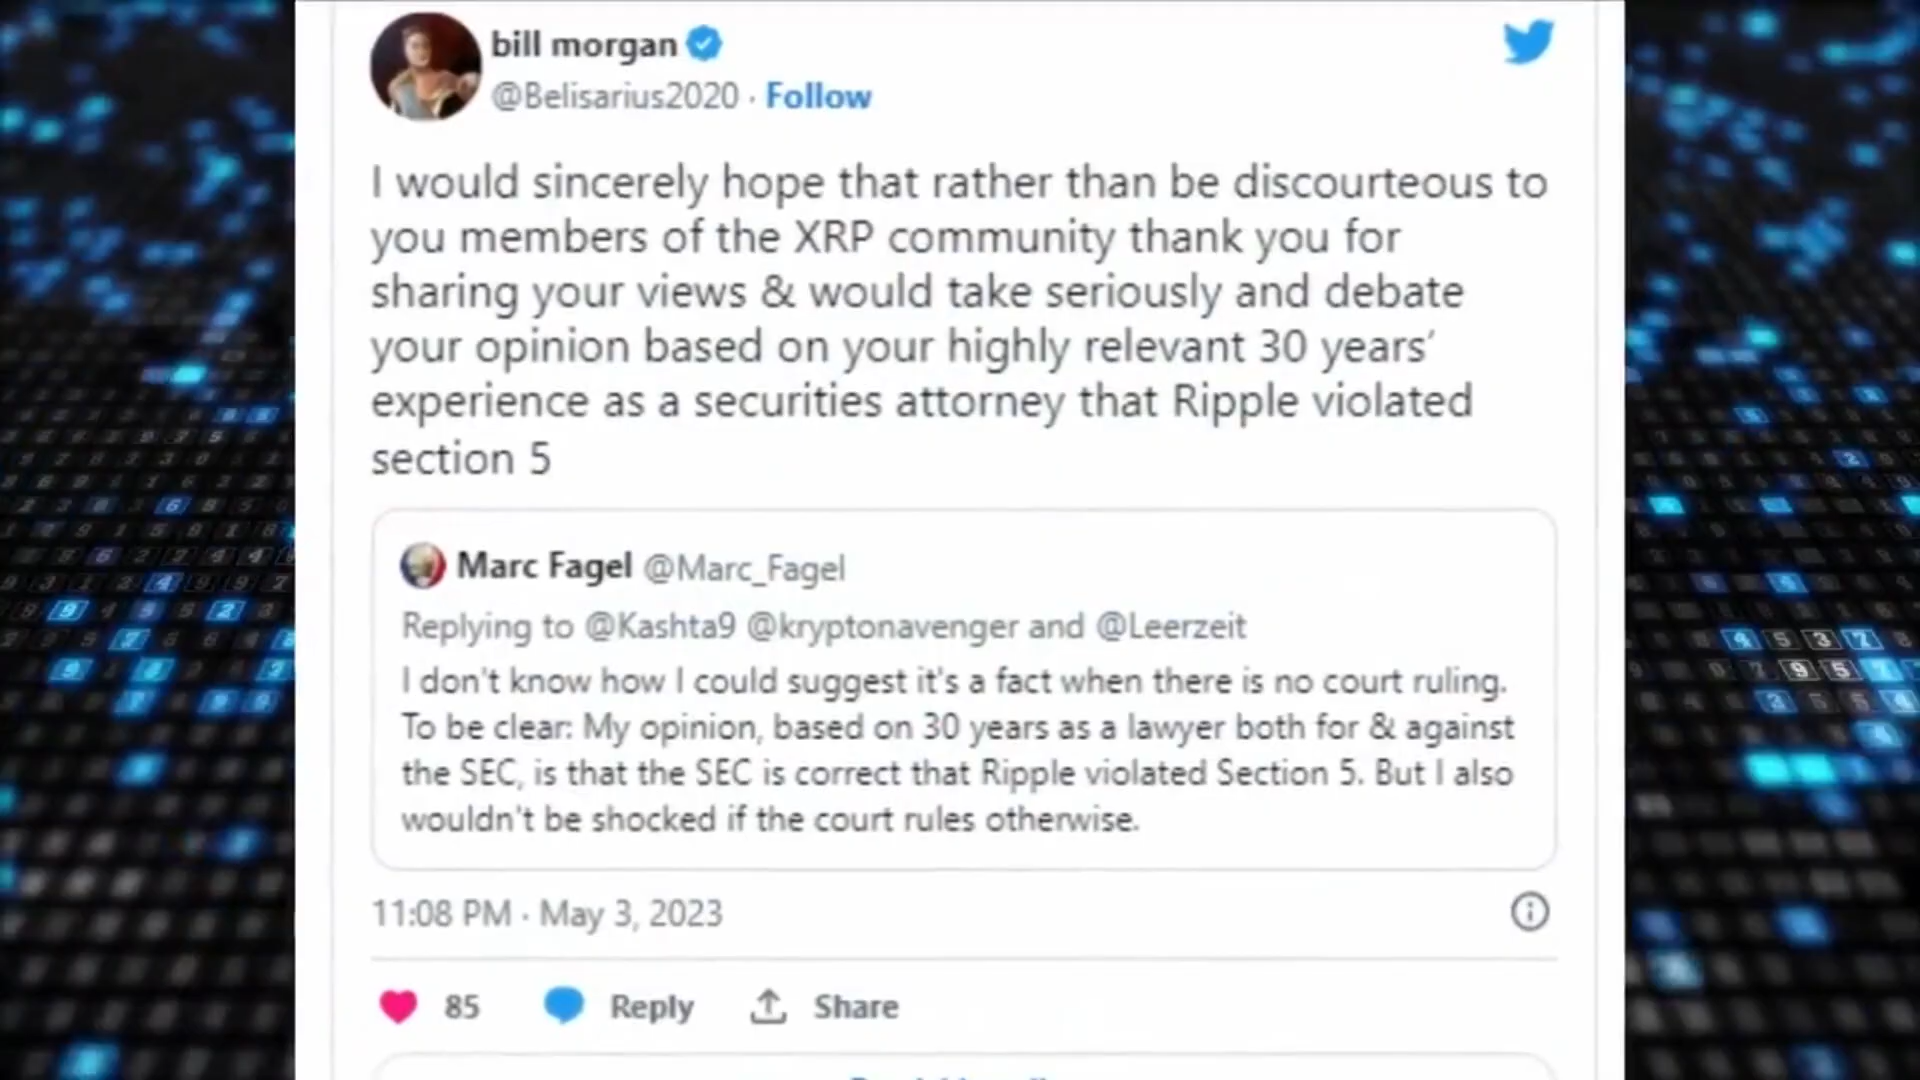 bill morgan
@Belisarius2020 · Follow
I would sincerely hope that rather than be discourteous to
you members of the XRP community thank you for
sharing your views & would take seriously and debate
your opinion based on your highly relevant 30 years’
experience as a securities attorney that Ripple violated
section 5
Marc Fagel @Marc_Fagel
Replying to @Kashta9 @kryptonavenger and @Leerzeit
I don't know how I could suggest it's a fact when there is no court ruling.
To be clear: My opinion, based on 30 years as a lawyer both for & against
the SEC, is that the SEC is correct that Ripple violated Section 5. But I also
wouldn't be shocked if the court rules otherwise.
11:08 PM · May 3, 2023
85 Reply Share